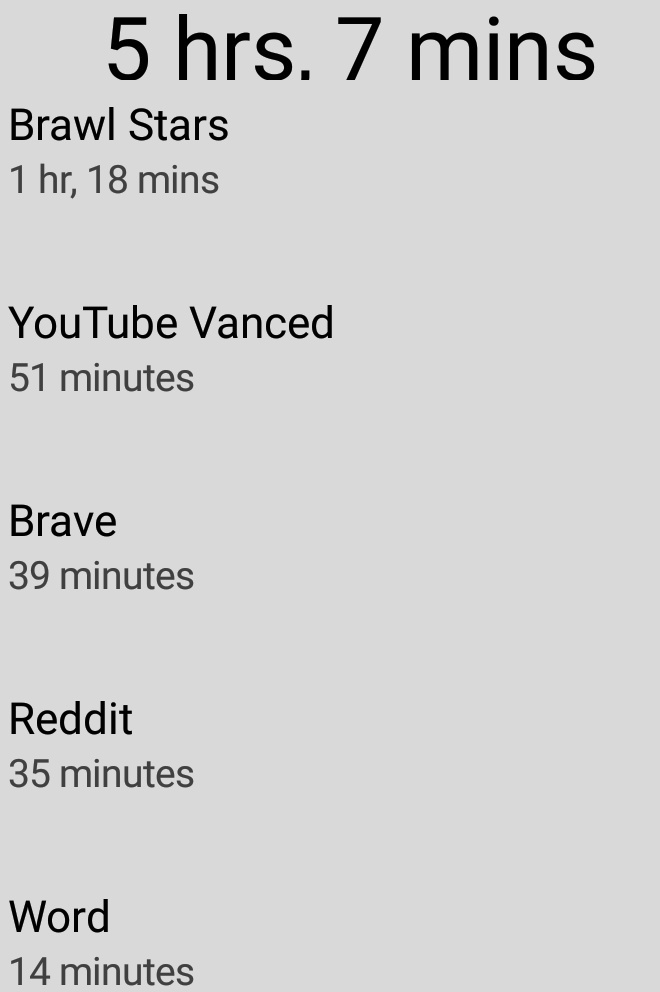 5 hrs. 7 mins
Brawl Stars
1 hr, 18 mins
YouTube Vanced
51 minutes
Brave
39 minutes
Reddit
35 minutes
Word
14 minutes